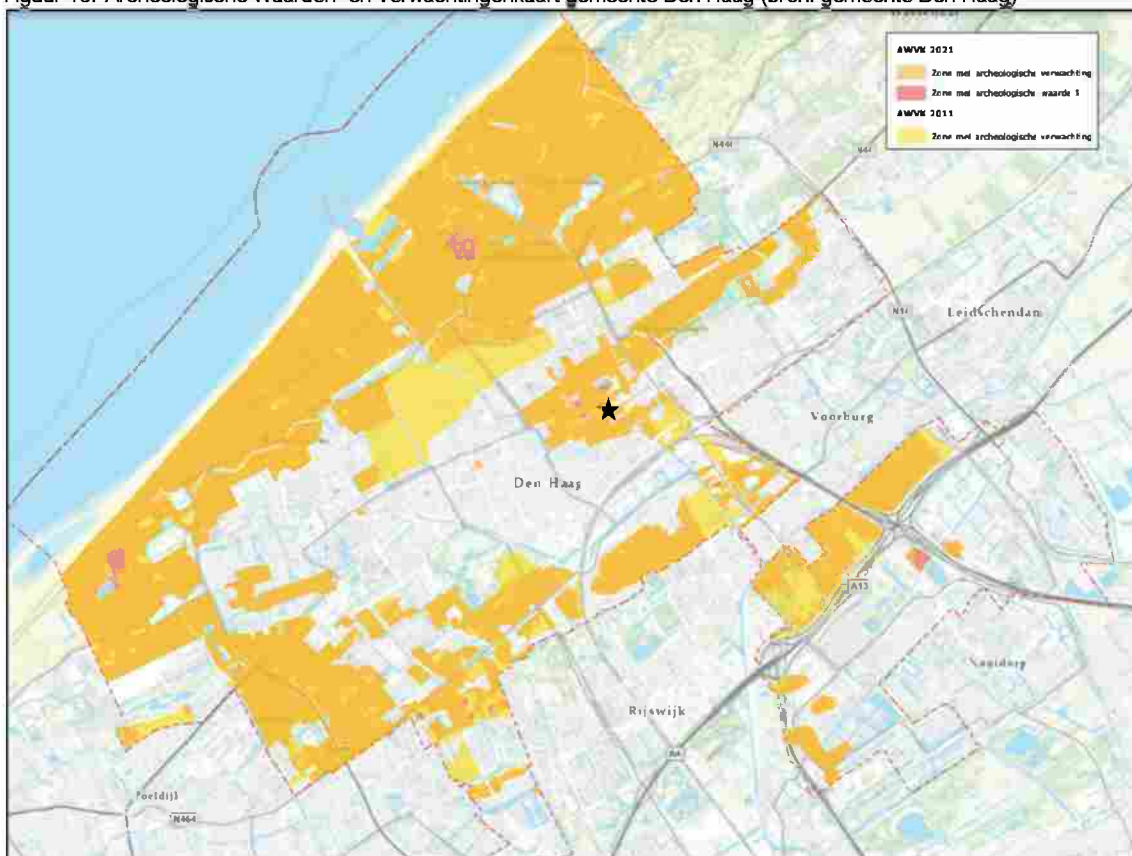 AWVK 2021
Zone met archeologische verwachting
Zone met archeologische waarde 1
AWVK 2011
Zone met archeologische verwachting
N44
N14
Leidschendam
Voorburg
Den Haag
A13
Rijswijk
Poeldijk
N464